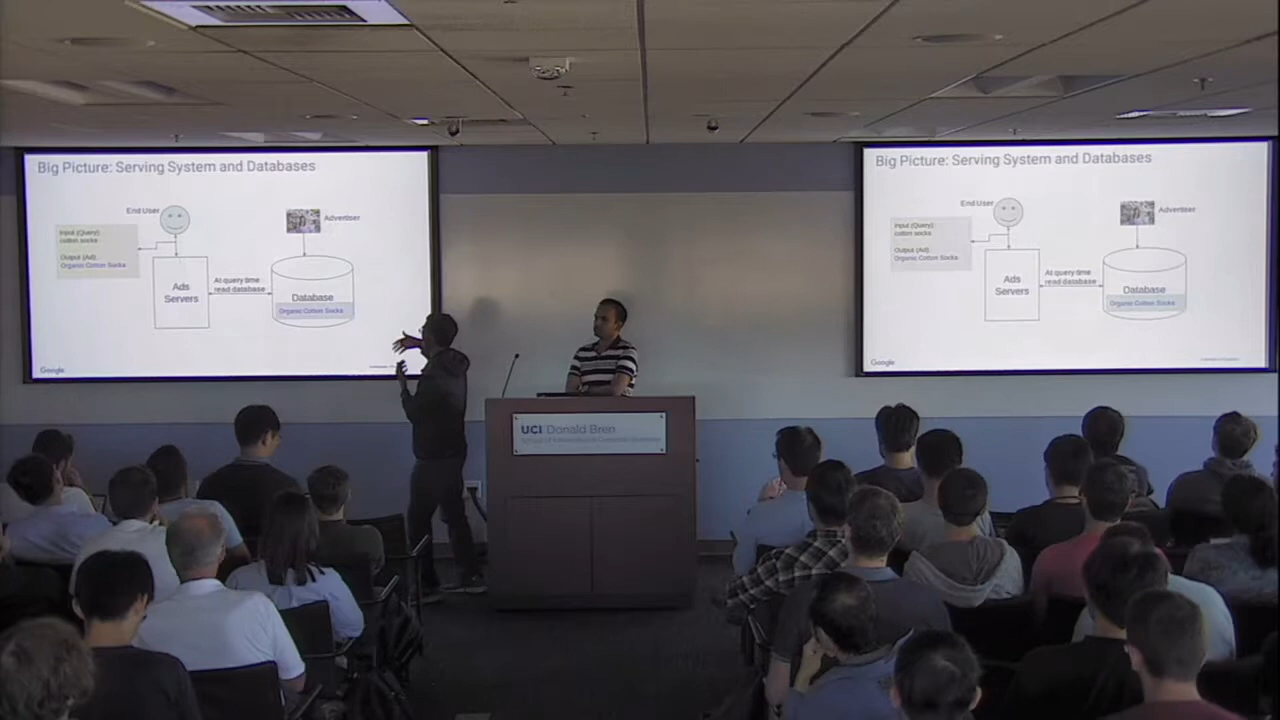 Big Picture: Serving System and Databases
End User
Advertiser
Input (Query):
cotton socks
Output (Ad):
Organic Cotton Socks
Ads
Servers
At query time
read database
Database
Organic Cotton Socks
Google
Big Picture: Serving System and Databases
End User
Advertiser
Input (Query):
cotton socks
Output (Ad):
Organic Cotton Socks
Ads
Servers
At query time
read database
Database
Organic Cotton Socks
Google
UCI Donald Bren